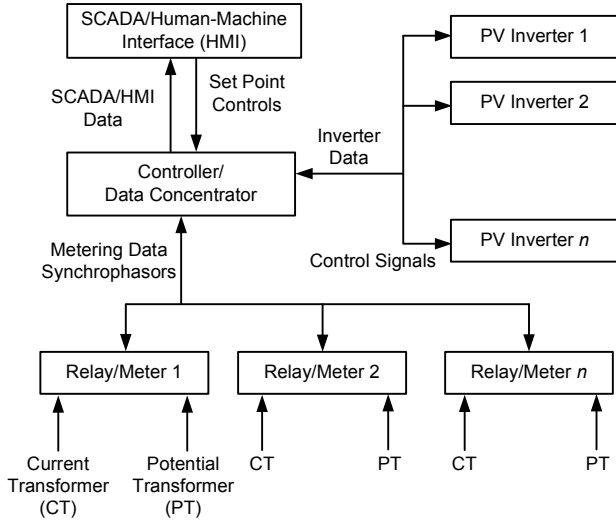 SCADA/Human-Machine
Interface (HMI)
PV Inverter 1
SCADA/HMI
Data
Set Point
Controls
PV Inverter 2
Inverter
Data
Controller/
Data Concentrator
Metering Data
Synchrophasors
Control Signals
PV Inverter n
Relay/Meter 1
Relay/Meter 2
Relay/Meter n
Current
Transformer
(CT)
Potential
Transformer
(PT)
CT
PT
CT
PT